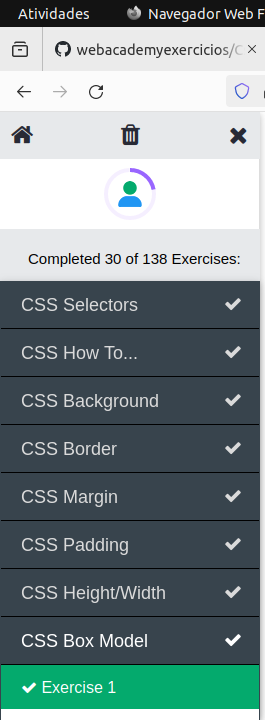 Atividades
Navegador Web F
webacademyexercicios/C
Completed 30 of 138 Exercises:
CSS Selectors
CSS How To...
CSS Background
CSS Border
CSS Margin
CSS Padding
CSS Height/Width
CSS Box Model
Exercise 1